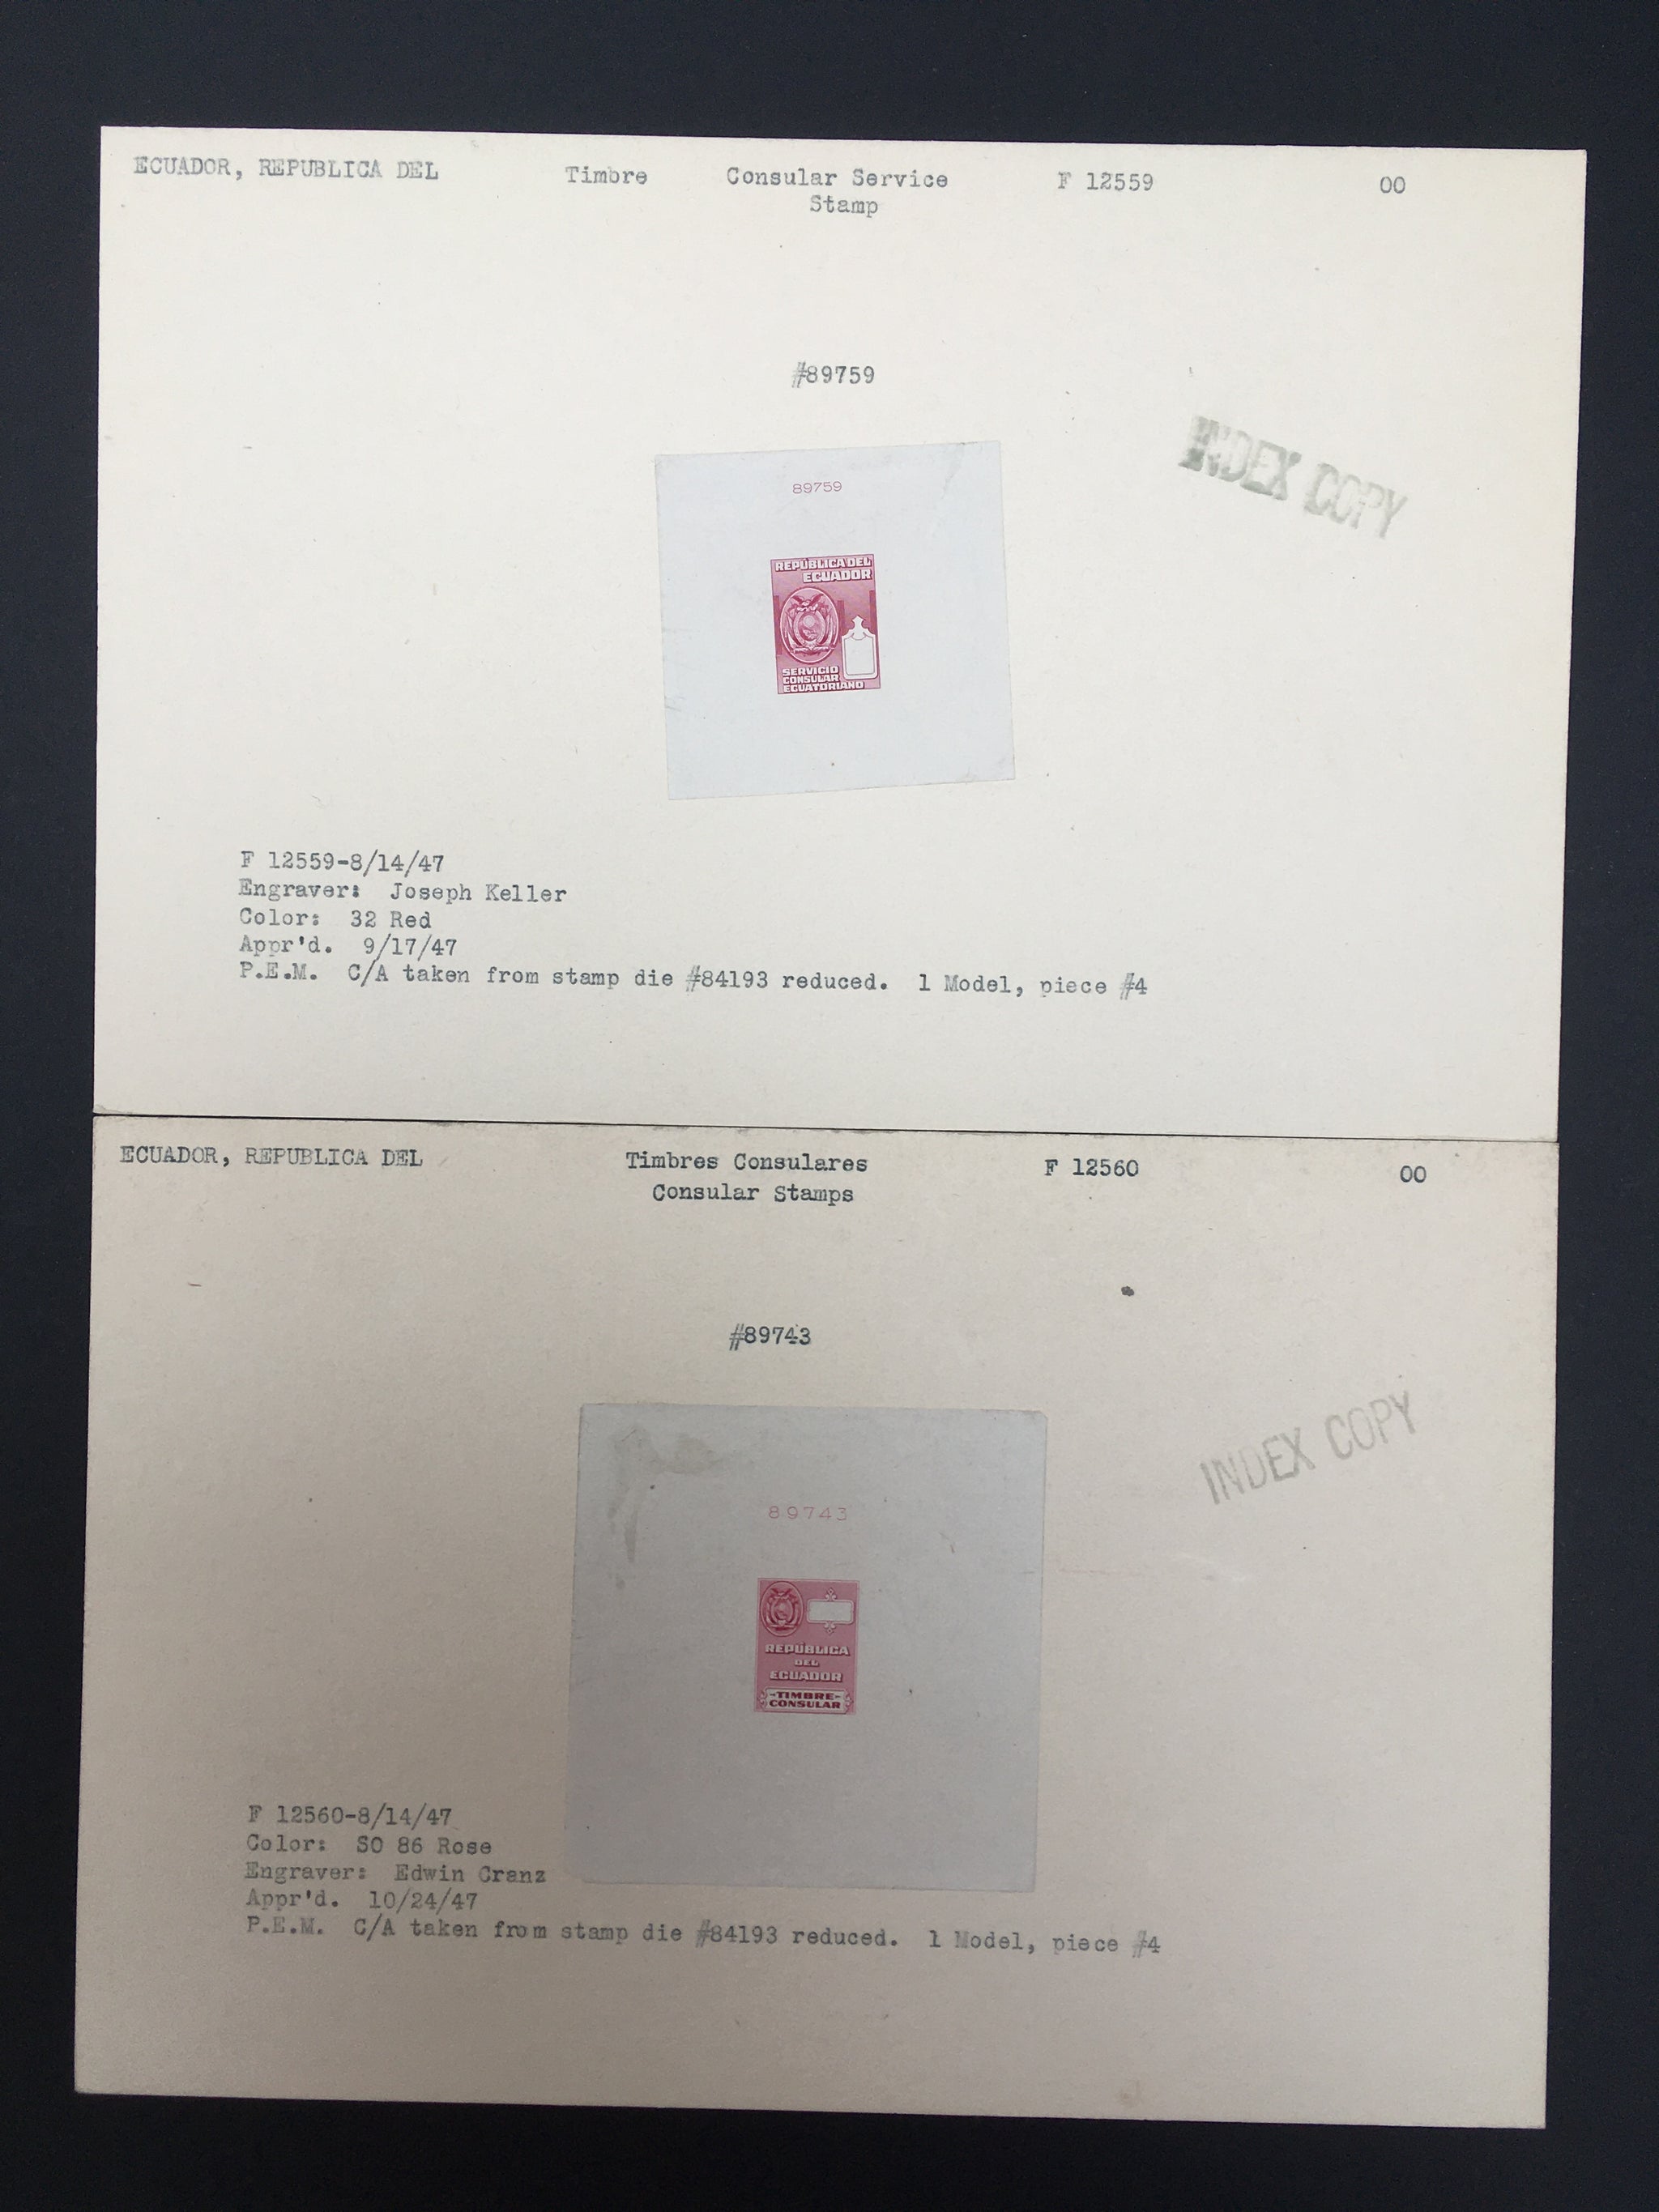 ECUADOR, REPUBLICA DEL Timbre Consular Service F 12559 00
Stamp
#89759
INDEX COPY
89759
REPÚBLICA DEL
ECUADOR
SERVICIO
CONSULAR
ECUATORIANO
F 12559-8/14/47
Engraver: Joseph Keller
Color: 32 Red
Appr'd. 9/17/47
P.E.M. C/A taken from stamp die #84193 reduced. 1 Model, piece #4
ECUADOR, REPUBLICA DEL Timbres Consulares F 12560 00
Consular Stamps
#89743
INDEX COPY
89743
REPÚBLICA
DEL
ECUADOR
-TIMBRE-
CONSULAR
F 12560-8/14/47
Color: SO 86 Rose
Engraver: Edwin Cranz
Appr'd. 10/24/47
P.E.M. C/A taken from stamp die #84193 reduced. 1 Model, piece #4